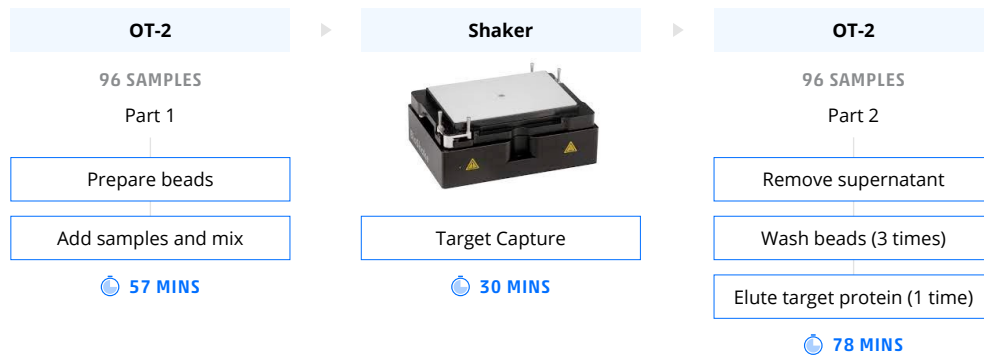 OT-2
96 SAMPLES
Part 1
Prepare beads
Add samples and mix
57 MINS
Shaker
Target Capture
30 MINS
OT-2
96 SAMPLES
Part 2
Remove supernatant
Wash beads (3 times)
Elute target protein (1 time)
78 MINS